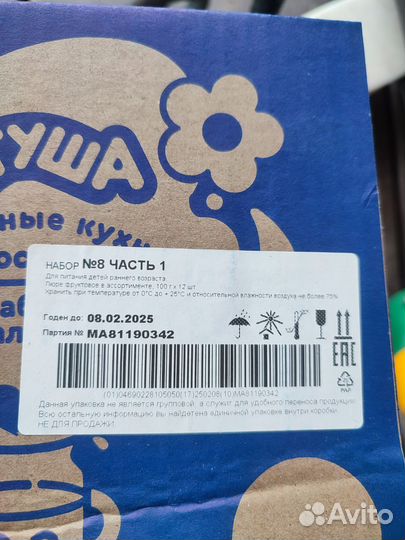 КУША
НАБОР №8 ЧАСТЬ 1
Для питания детей раннего возраста.
Пюре фруктовое в ассортименте, 100 г х 12 шт.
Хранить при температуре от 0°С до + 25°С и относительной влажности воздуха не более 75%
Годен до: 08.02.2025
Партия № МА81190342
EAC
PAP
(01)04690228105050(17)250208(10)MA81190342
Данная упаковка не является групповой, а служит для удобного переноса продукции
Всю остальную информацию вы найдете на единичной упаковке внутри коробки.
НЕ ДЛЯ ПРОДАЖИ.
Avito